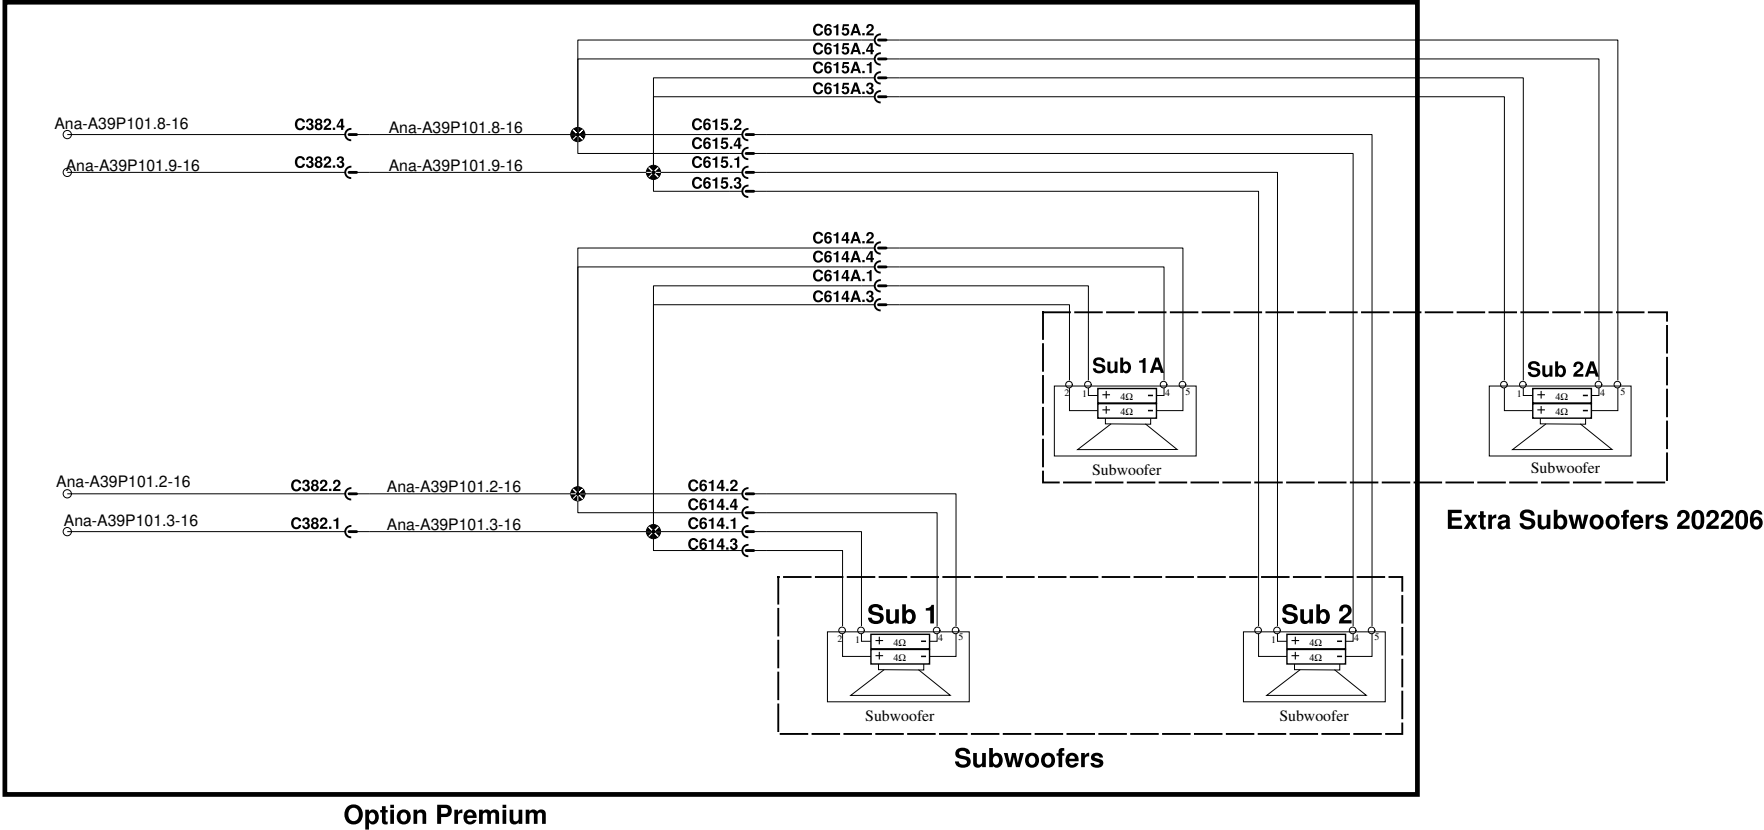 C615A.2
C615A.4
C615A.1
C615A.3
Ana-A39P101.8-16 C382.4 Ana-A39P101.8-16 C615.2
C615.4
Ana-A39P101.9-16 C382.3 Ana-A39P101.9-16 C615.1
C615.3
C614A.2
C614A.4
C614A.1
C614A.3
Sub 1A Sub 2A
2 1 + 4Ω - 4 5 1 + 4Ω - 4 5
+ 4Ω - + 4Ω -
Subwoofer Subwoofer
Ana-A39P101.2-16 C382.2 Ana-A39P101.2-16 C614.2
C614.4
Ana-A39P101.3-16 C382.1 Ana-A39P101.3-16 C614.1
C614.3
Extra Subwoofers 202206
Sub 1 Sub 2
2 1 + 4Ω - 4 5 1 + 4Ω - 4 5
+ 4Ω - + 4Ω -
Subwoofer Subwoofer
Subwoofers
Option Premium